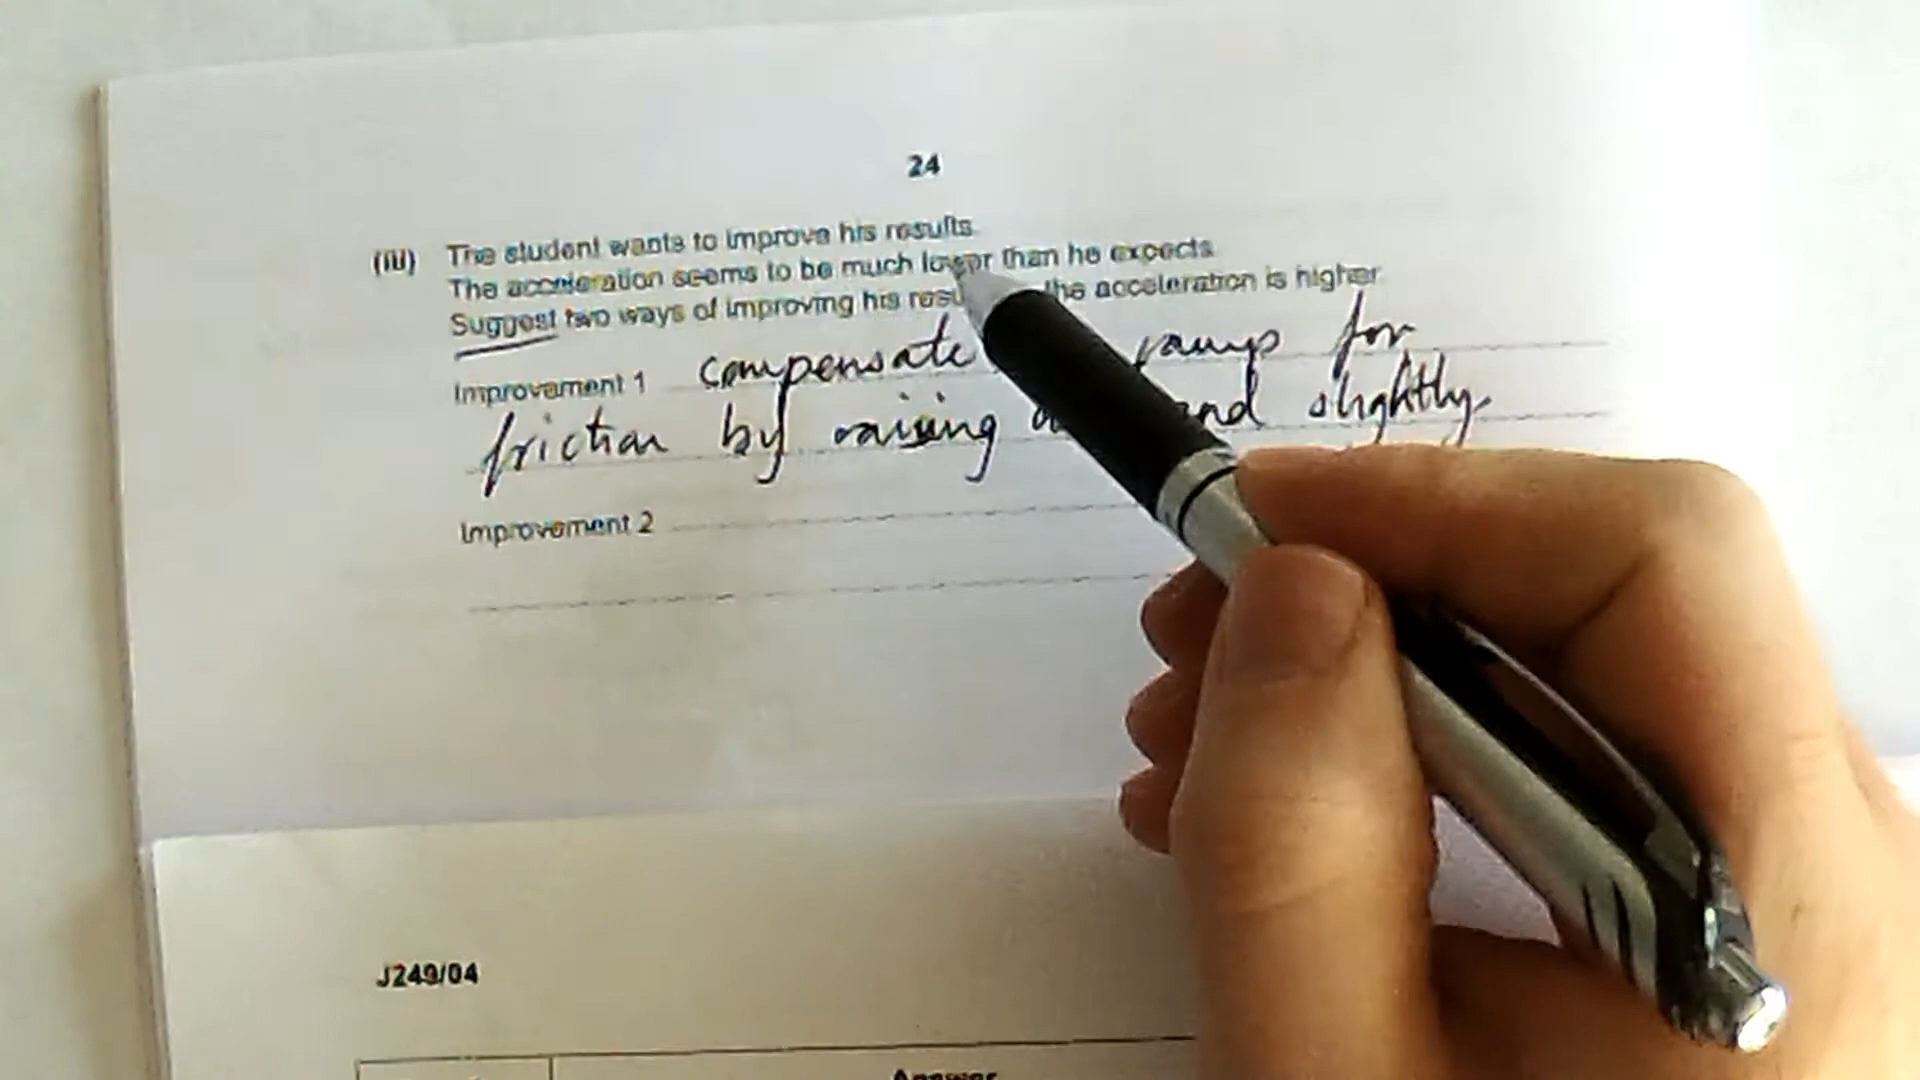 24
(iii) The student wants to improve his results.
The acceleration seems to be much lower than he expects.
Suggest two ways of improving his the acceleration is higher.
Improvement 1 compensate ramp for
friction by raising slightly.
Improvement 2
J249/04
Answer